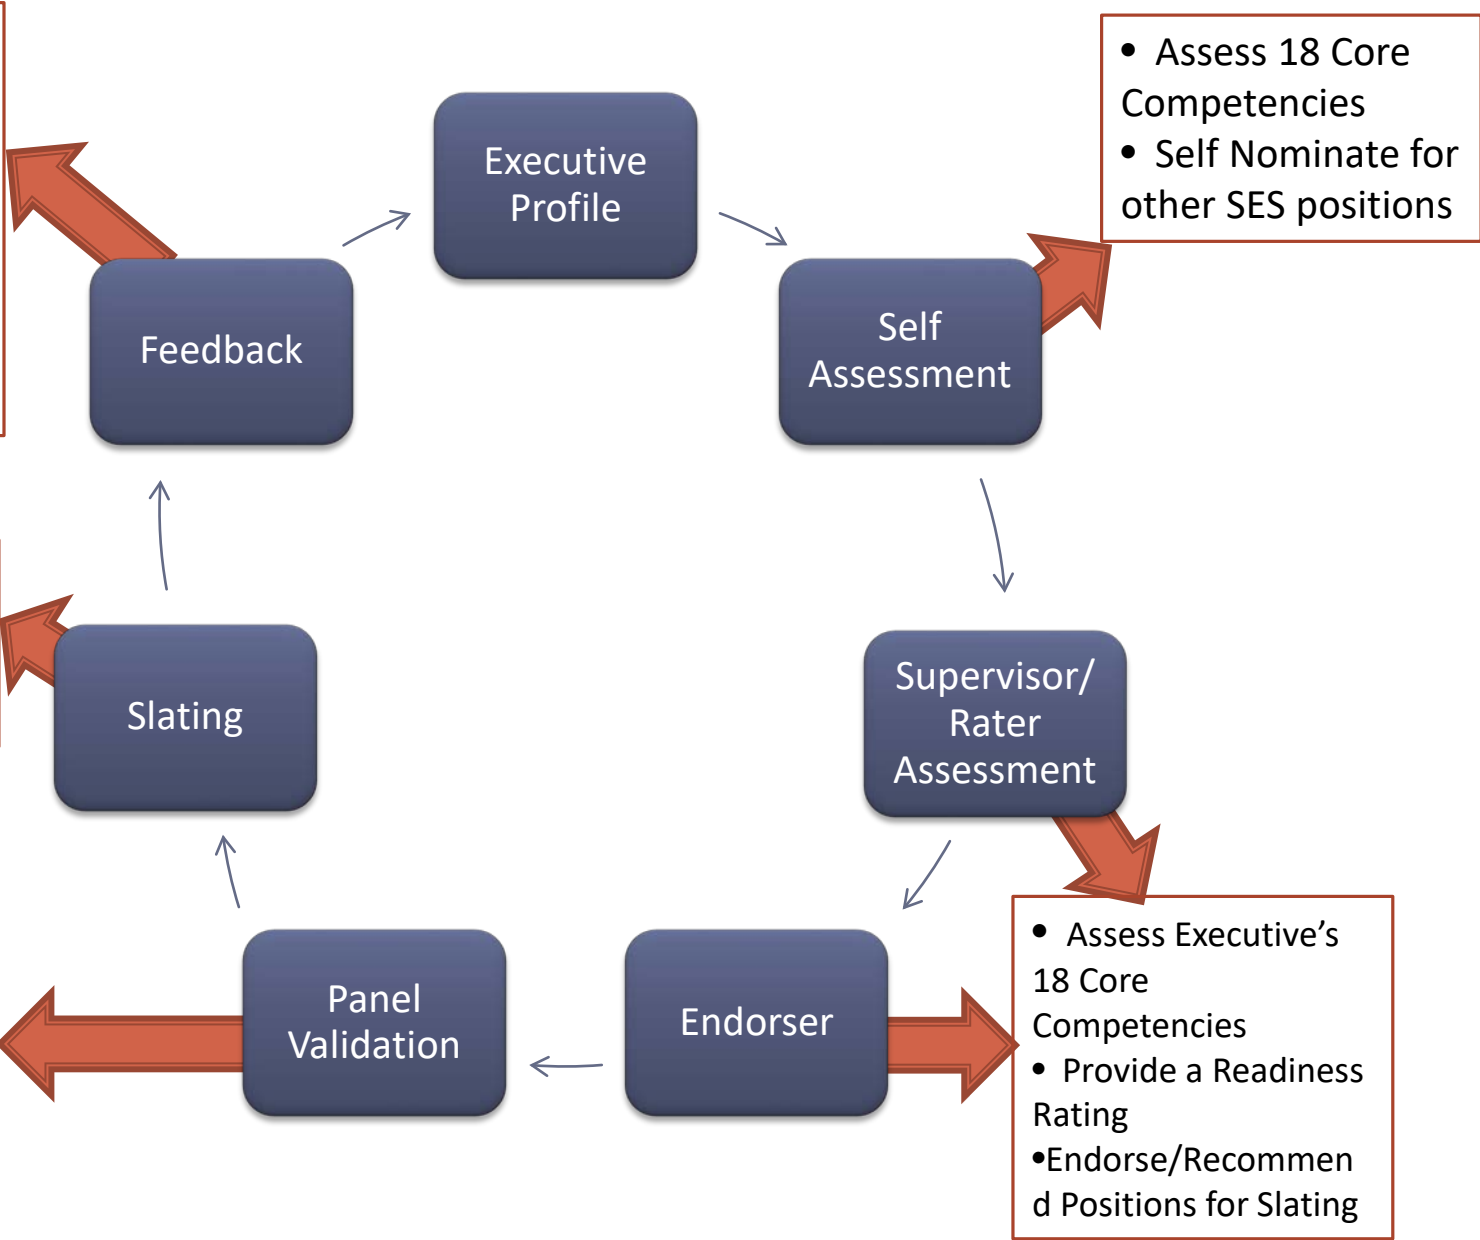 Executive
Profile
• Assess 18 Core
Competencies
• Self Nominate for
other SES positions
Self
Assessment
Supervisor/
Rater
Assessment
• Assess Executive’s
18 Core
Competencies
• Provide a Readiness
Rating
•Endorse/Recommen
d Positions for Slating
Endorser
Panel
Validation
Slating
Feedback